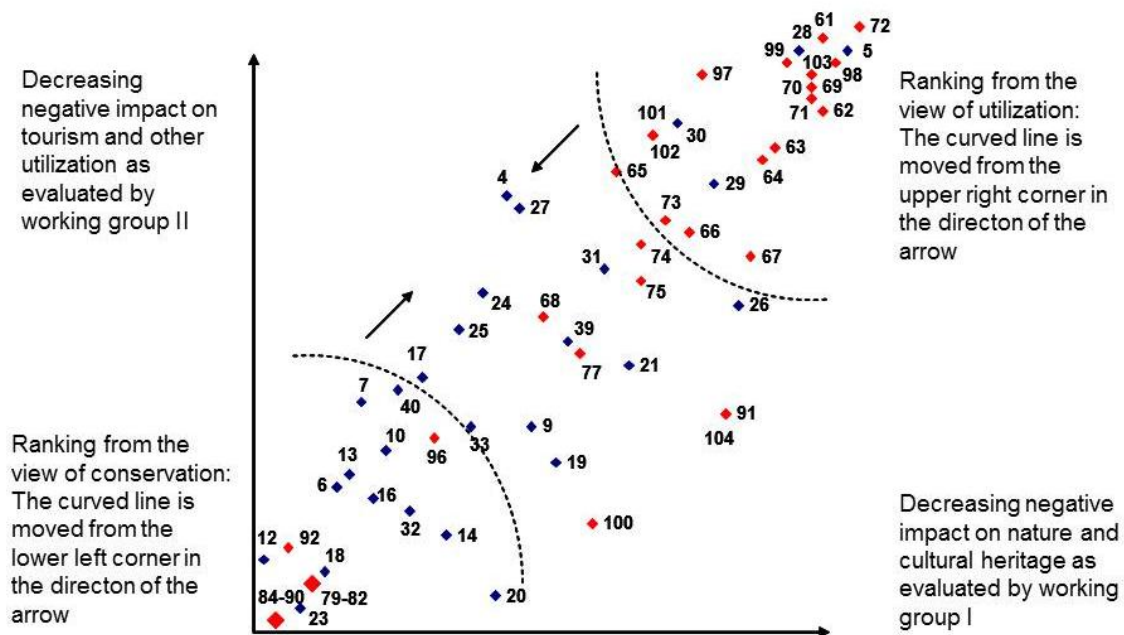 Decreasing
negative impact on
tourism and other
utilization as
evaluated by
working group II
Ranking from the
view of conservation:
The curved line is
moved from the
lower left corner in
the directon of the
arrow
61
72
28
5
99
103
98
97
70
69
71
62
101
30
102
63
64
65
29
4
27
73
66
74
67
31
75
26
24
68
25
39
77
21
17
7
40
91
104
10
96
33
9
13
6
19
16
32
14
100
12
92
18
84-90
79-82
23
20
Ranking from the
view of utilization:
The curved line is
moved from the
upper right corner in
the directon of the
arrow
Decreasing negative
impact on nature and
cultural heritage as
evaluated by working
group I